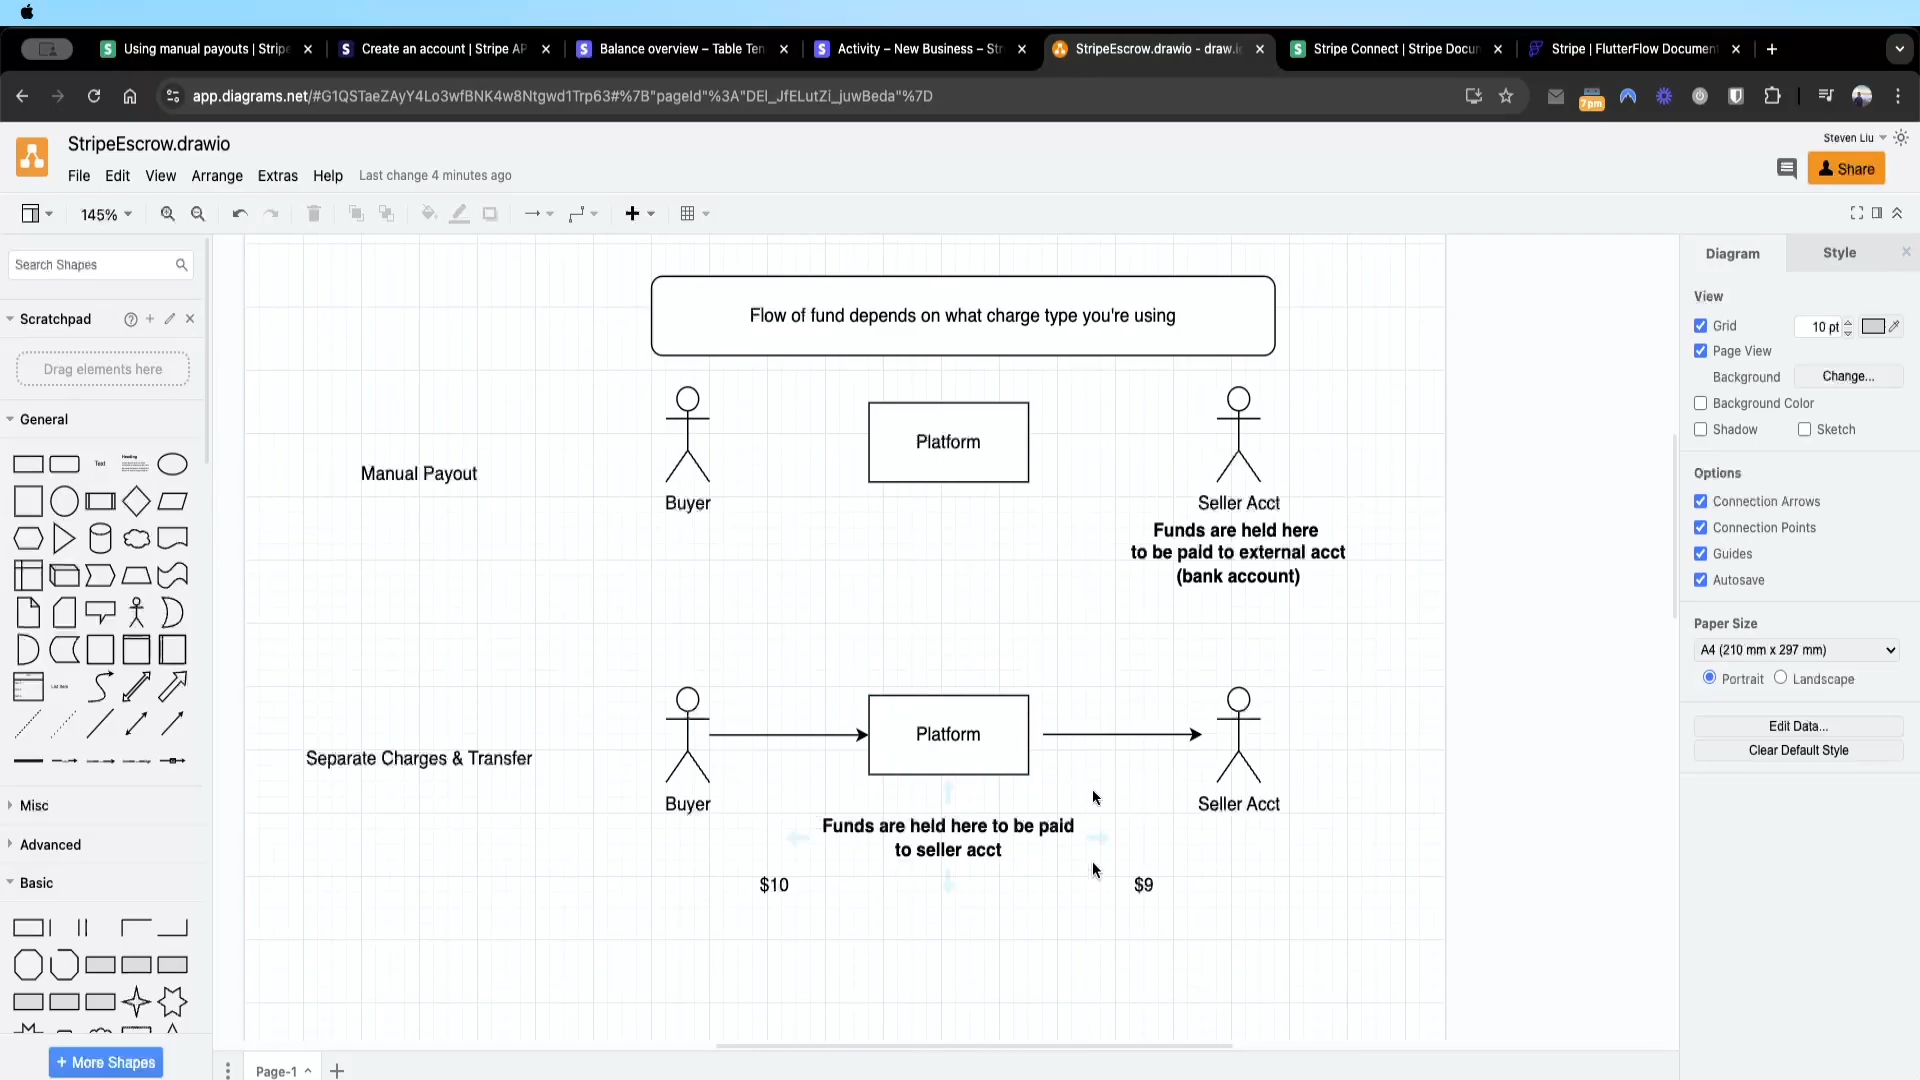 Using manual payouts | Stripe
Create an account | Stripe AP
Balance overview – Table Ten
Activity – New Business – Str
StripeEscrow.drawio - draw.i
Stripe Connect | Stripe Docum
Stripe | FlutterFlow Document
app.diagrams.net/#G1QSTaeZAyY4Lo3wfBNK4w8Ntgwd1Trp63#%7B"pageId"%3A"DEl_JfELutZi_juwBeda"%7D
7pm
StripeEscrow.drawio
Steven Liu
File Edit View Arrange Extras Help Last change 4 minutes ago
Share
145%
Search Shapes
Scratchpad
Drag elements here
General
Text
Heading
List Item
Misc
Advanced
Basic
+ More Shapes
Flow of fund depends on what charge type you're using
Manual Payout
Buyer
Platform
Seller Acct
Funds are held here
to be paid to external acct
(bank account)
Separate Charges & Transfer
Buyer
Platform
Seller Acct
Funds are held here to be paid
to seller acct
$10
$9
Page-1
Diagram Style
View
Grid 10 pt
Page View
Background Change...
Background Color
Shadow Sketch
Options
Connection Arrows
Connection Points
Guides
Autosave
Paper Size
A4 (210 mm x 297 mm)
Portrait Landscape
Edit Data...
Clear Default Style